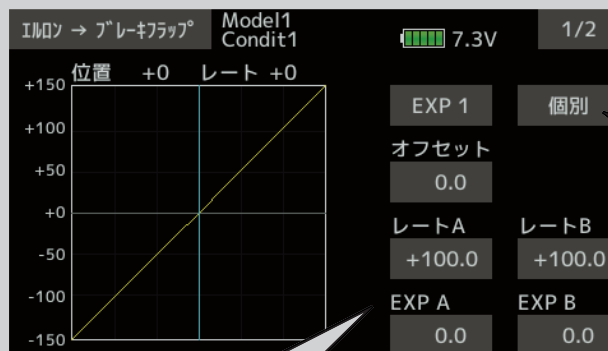 ｴﾙﾛﾝ → ﾌﾞﾚｰｷﾌﾗｯﾌﾟ
Model1
Condit1
7.3V
1/2
位置 +0 レート +0
+150
+100
+50
+0
-50
-100
-150
EXP 1
個別
オフセット
0.0
レートA レートB
+100.0 +100.0
EXP A EXP B
0.0 0.0